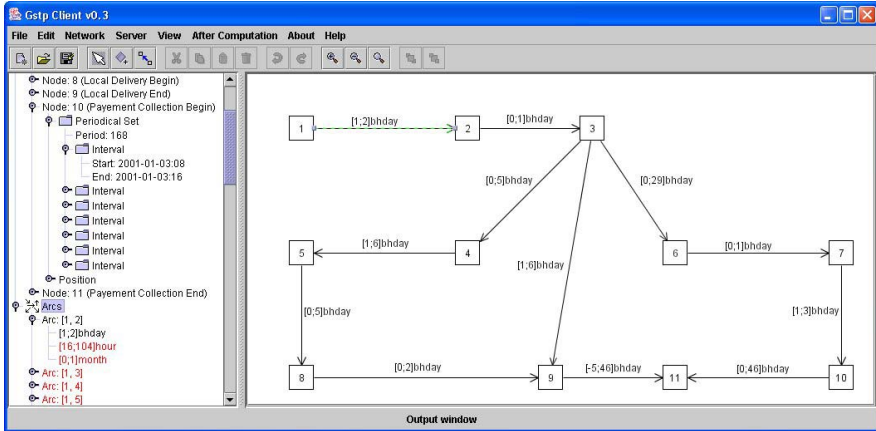 Gstp Client v0.3
File Edit Network Server View After Computation About Help
Node: 8 (Local Delivery Begin)
Node: 9 (Local Delivery End)
Node: 10 (Payement Collection Begin)
Periodical Set
Period: 168
Interval
Start: 2001-01-03:08
End: 2001-01-03:16
Interval
Interval
Interval
Interval
Interval
Interval
Position
Node: 11 (Payement Collection End)
Arcs
Arc: [1, 2]
[1;2]bhday
[16;104]hour
[0;1]month
Arc: [1, 3]
Arc: [1, 4]
Arc: [1, 5]
1 [1;2]bhday 2 [0;1]bhday 3
[0;5]bhday [0;29]bhday
5 [1;6]bhday 4 6 [0;1]bhday 7
[1;6]bhday
[0;5]bhday [1;3]bhday
8 [0;2]bhday 9 [-5;46]bhday 11 [0;46]bhday 10
Output window